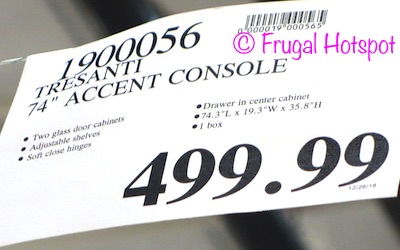 0000019000565
© Frugal Hotspot
1900056
TRESANTI
74" ACCENT CONSOLE
• Two glass door cabinets
• Adjustable shelves
• Soft close hinges
• Drawer in center cabinet
• 74.3"L x 19.3"W x 35.8"H
• 1 box
499.99
12/26/18